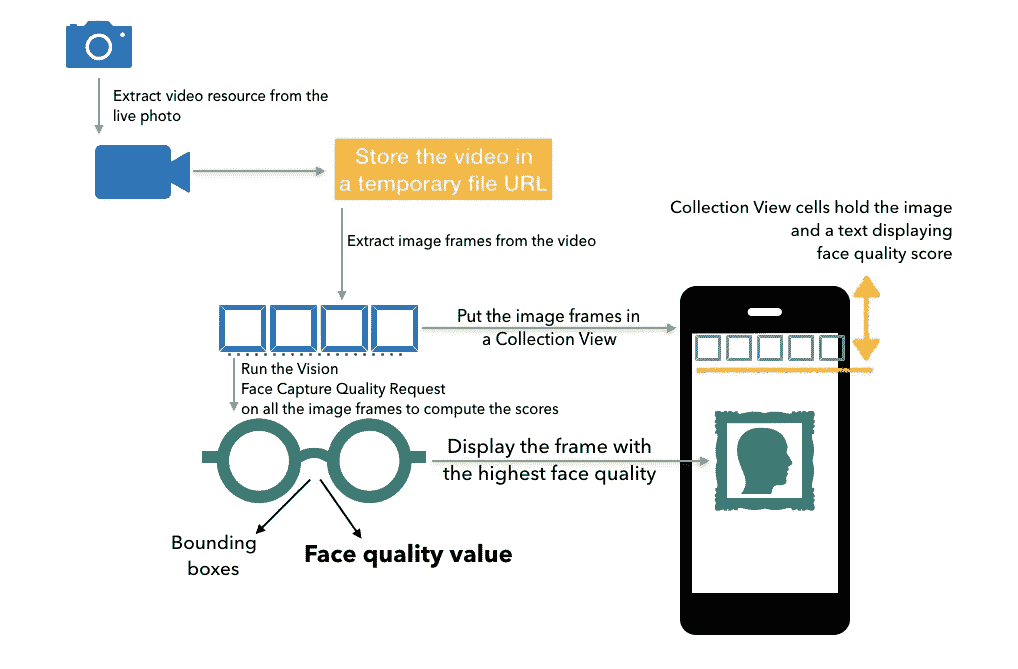 Extract video resource from the
live photo
Store the video in
a temporary file URL
Collection View cells hold the image
and a text displaying
face quality score
Extract image frames from the video
Put the image frames in
a Collection View
Run the Vision
Face Capture Quality Request
on all the image frames to compute the scores
Display the frame with
the highest face quality
Bounding
boxes
Face quality value